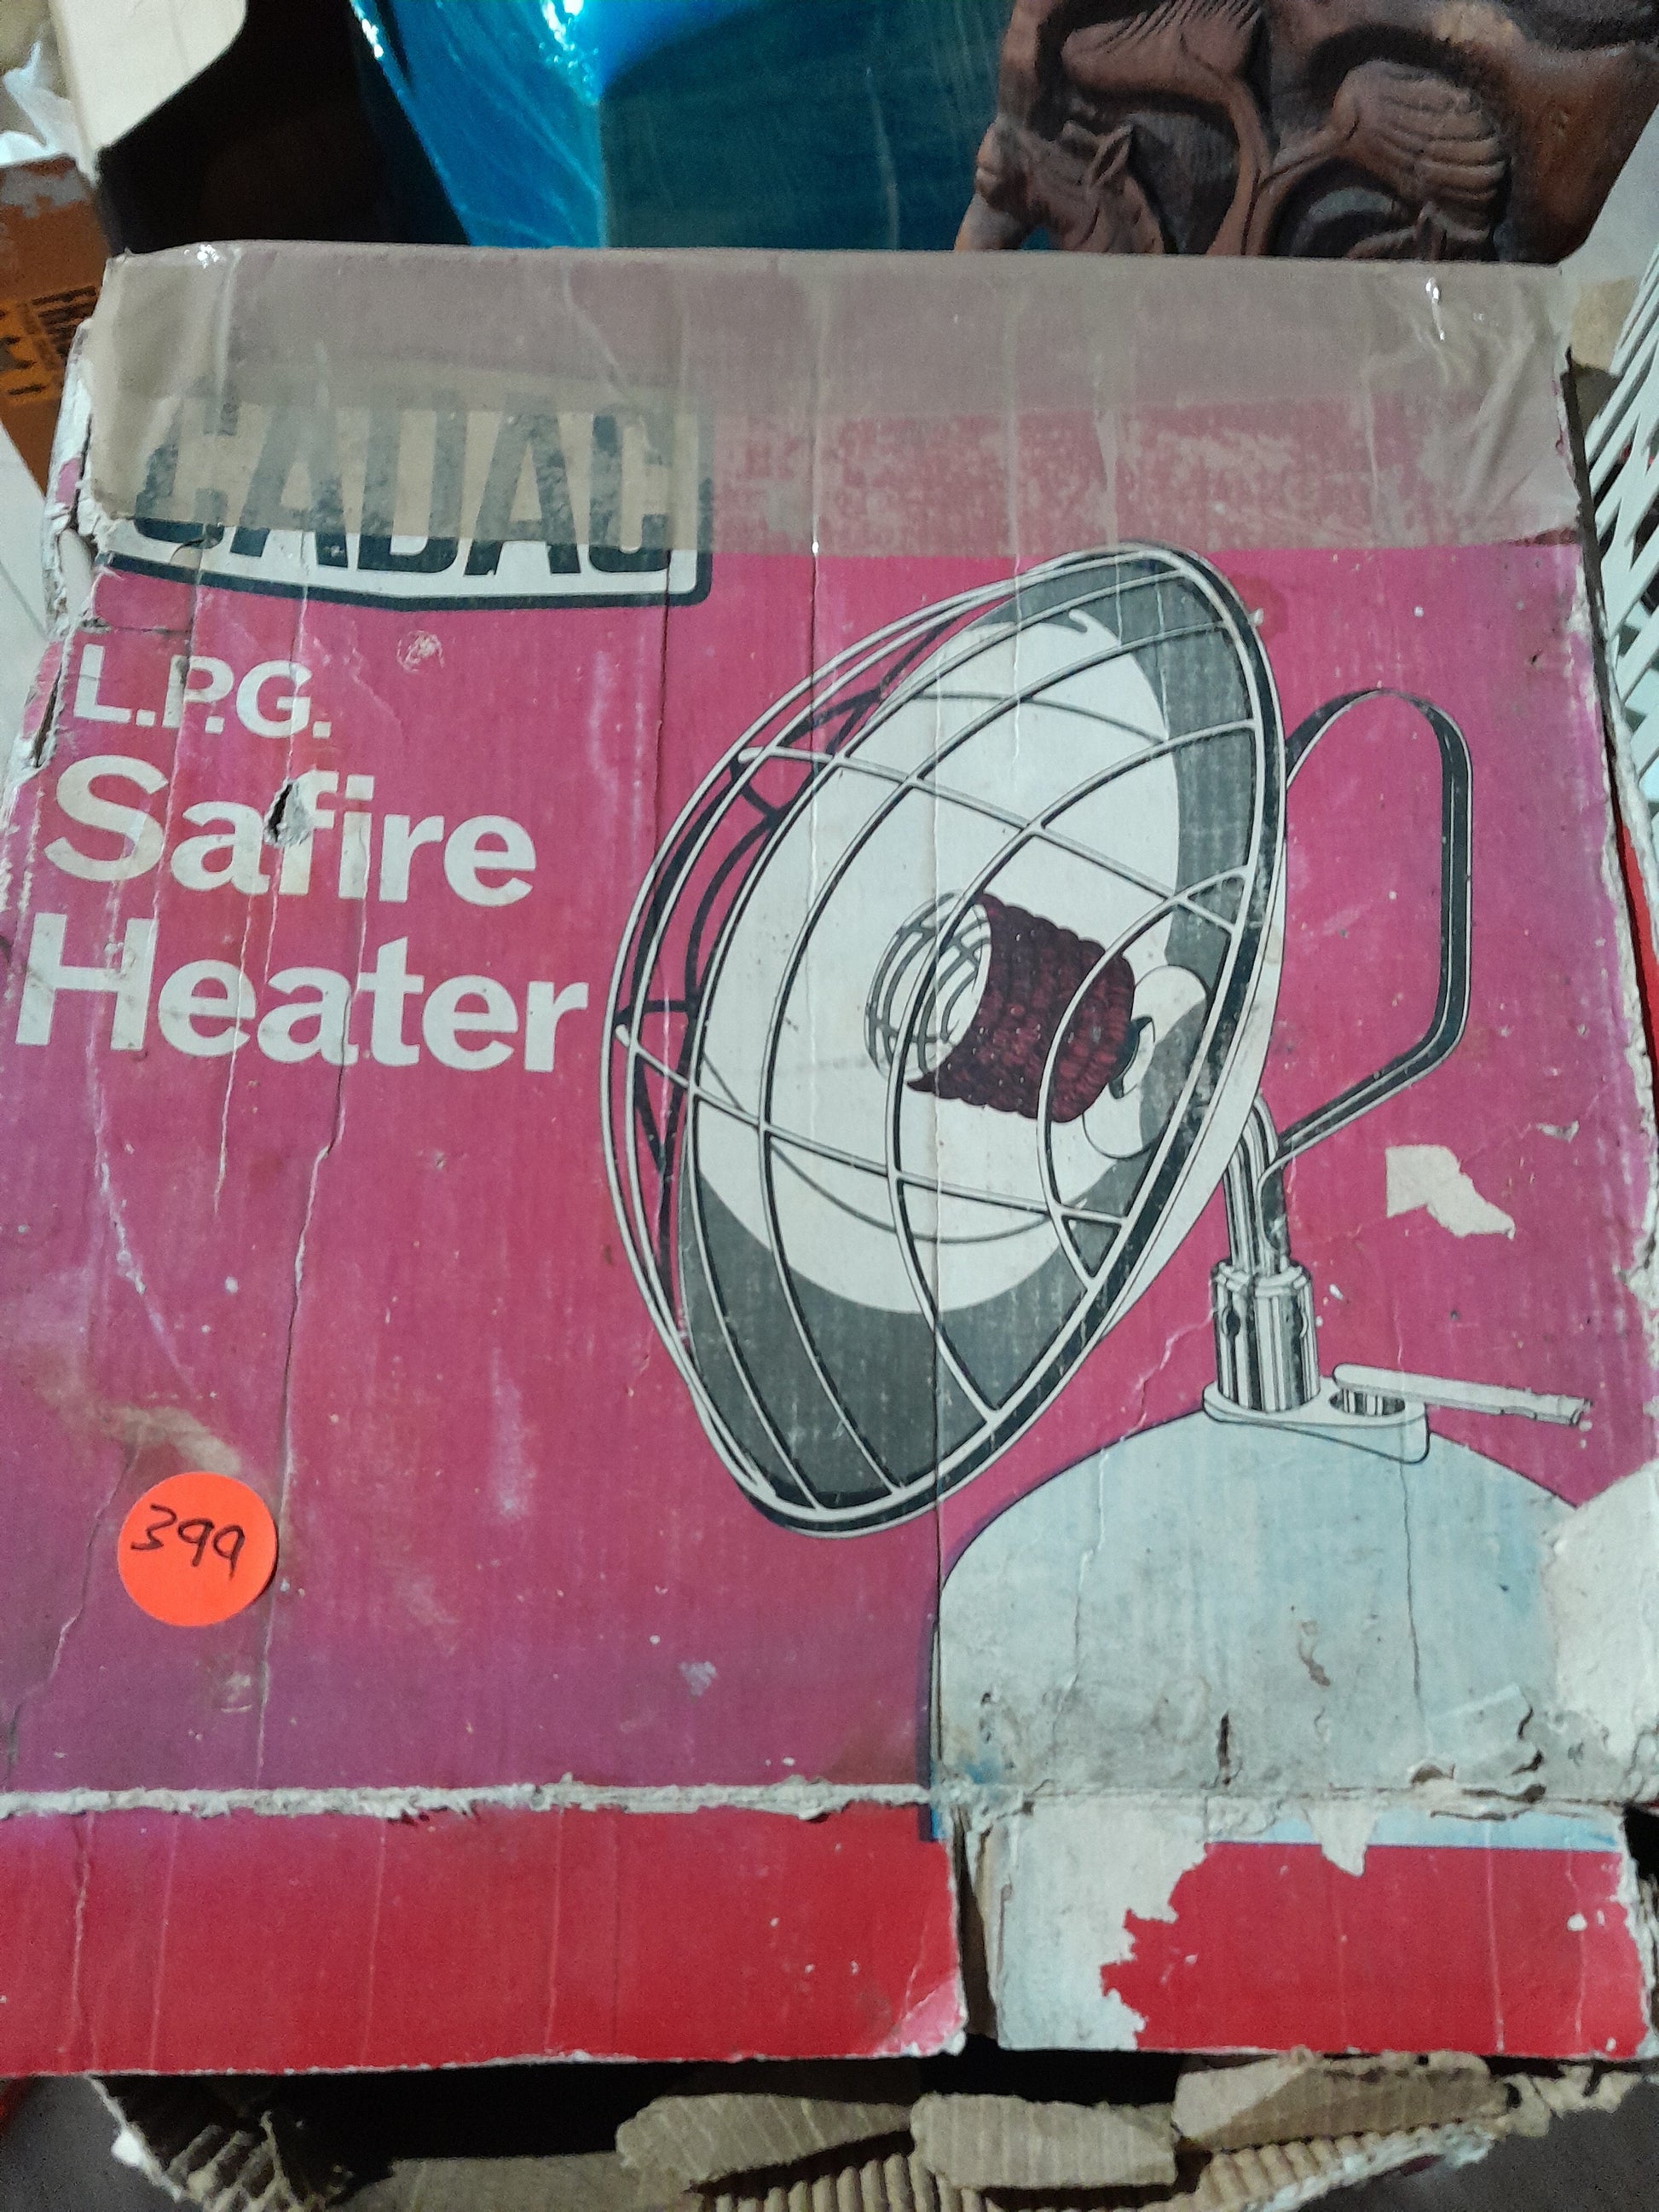 CADAC
L.P.G.
Safire
Heater
399